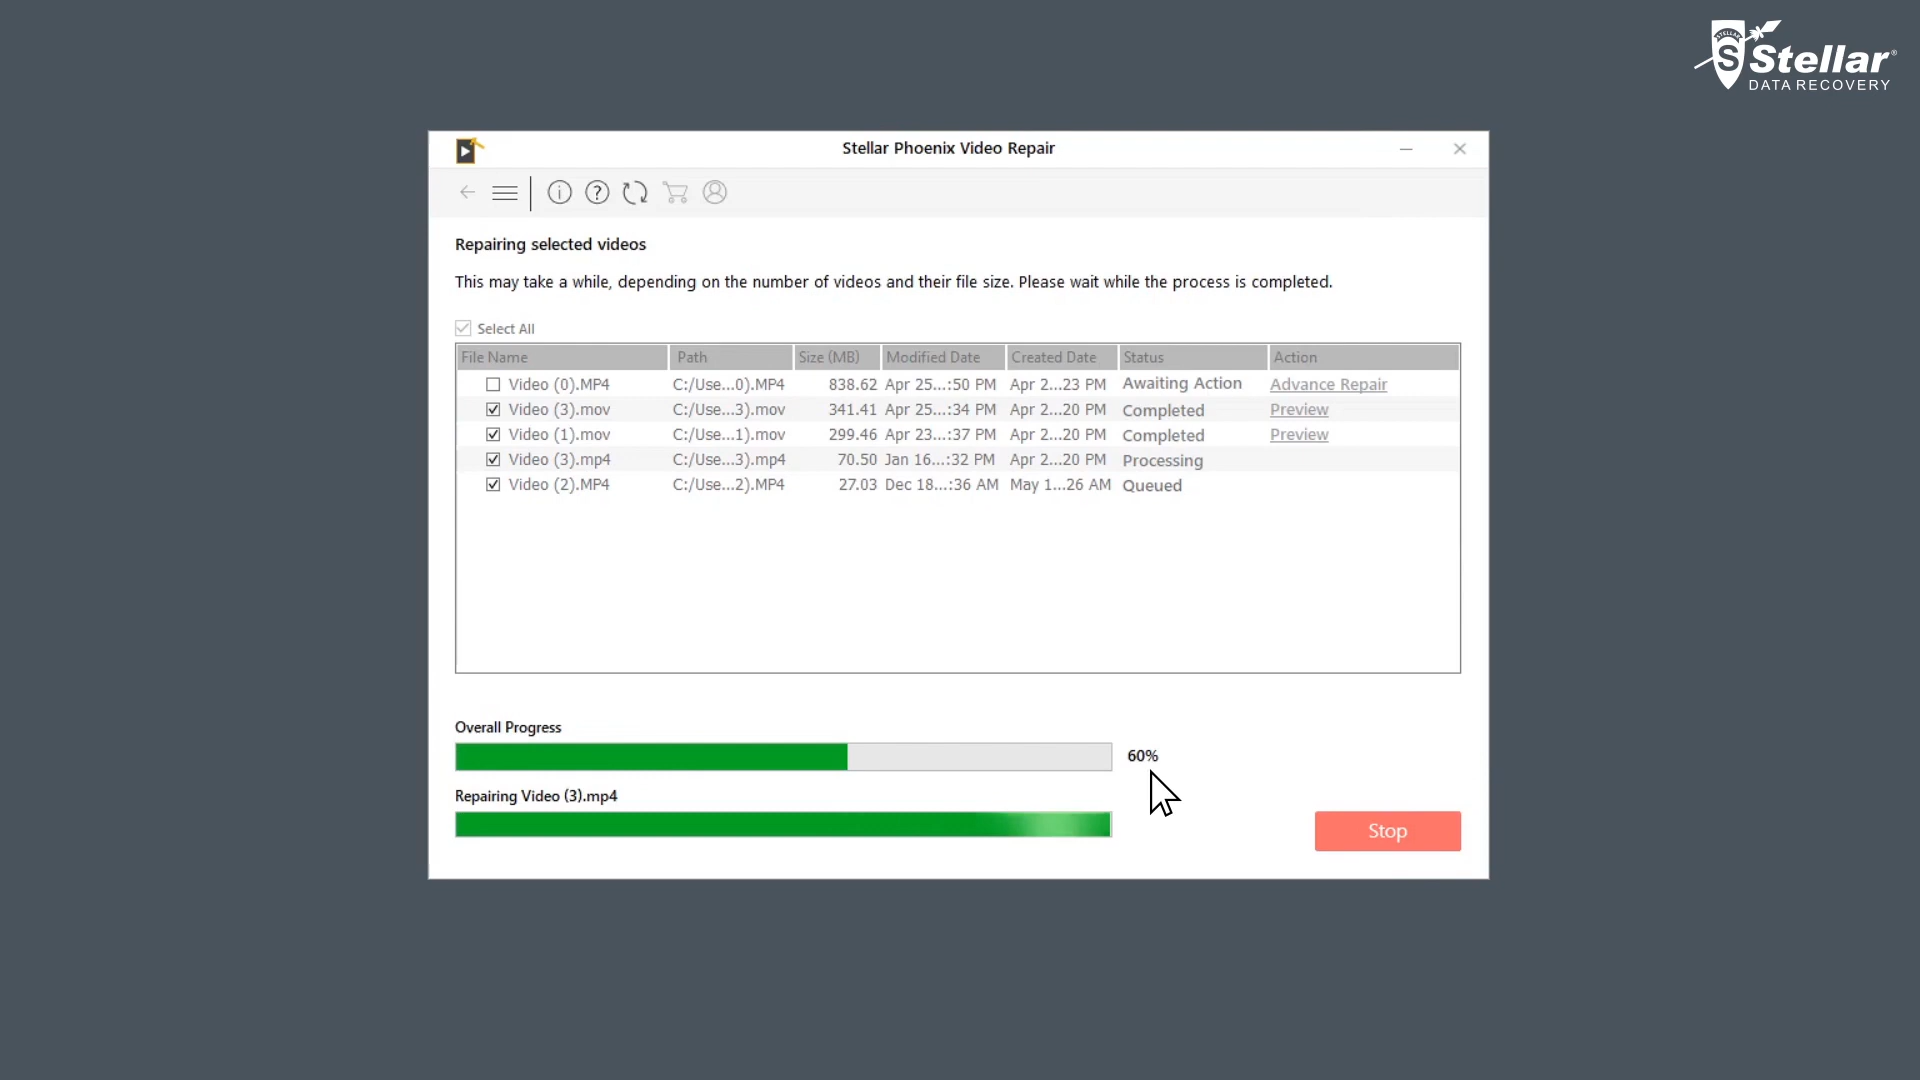 STELLAR
S Stellar®
DATA RECOVERY
Stellar Phoenix Video Repair
Repairing selected videos
This may take a while, depending on the number of videos and their file size. Please wait while the process is completed.
Select All
File Name Path Size (MB) Modified Date Created Date Status Action
Video (0).MP4 C:/Use...0).MP4 838.62 Apr 25...:50 PM Apr 2...23 PM Awaiting Action Advance Repair
Video (3).mov C:/Use...3).mov 341.41 Apr 25...:34 PM Apr 2...20 PM Completed Preview
Video (1).mov C:/Use...1).mov 299.46 Apr 23...:37 PM Apr 2...20 PM Completed Preview
Video (3).mp4 C:/Use...3).mp4 70.50 Jan 16...:32 PM Apr 2...20 PM Processing
Video (2).MP4 C:/Use...2).MP4 27.03 Dec 18...:36 AM May 1...26 AM Queued
Overall Progress
60%
Repairing Video (3).mp4
Stop